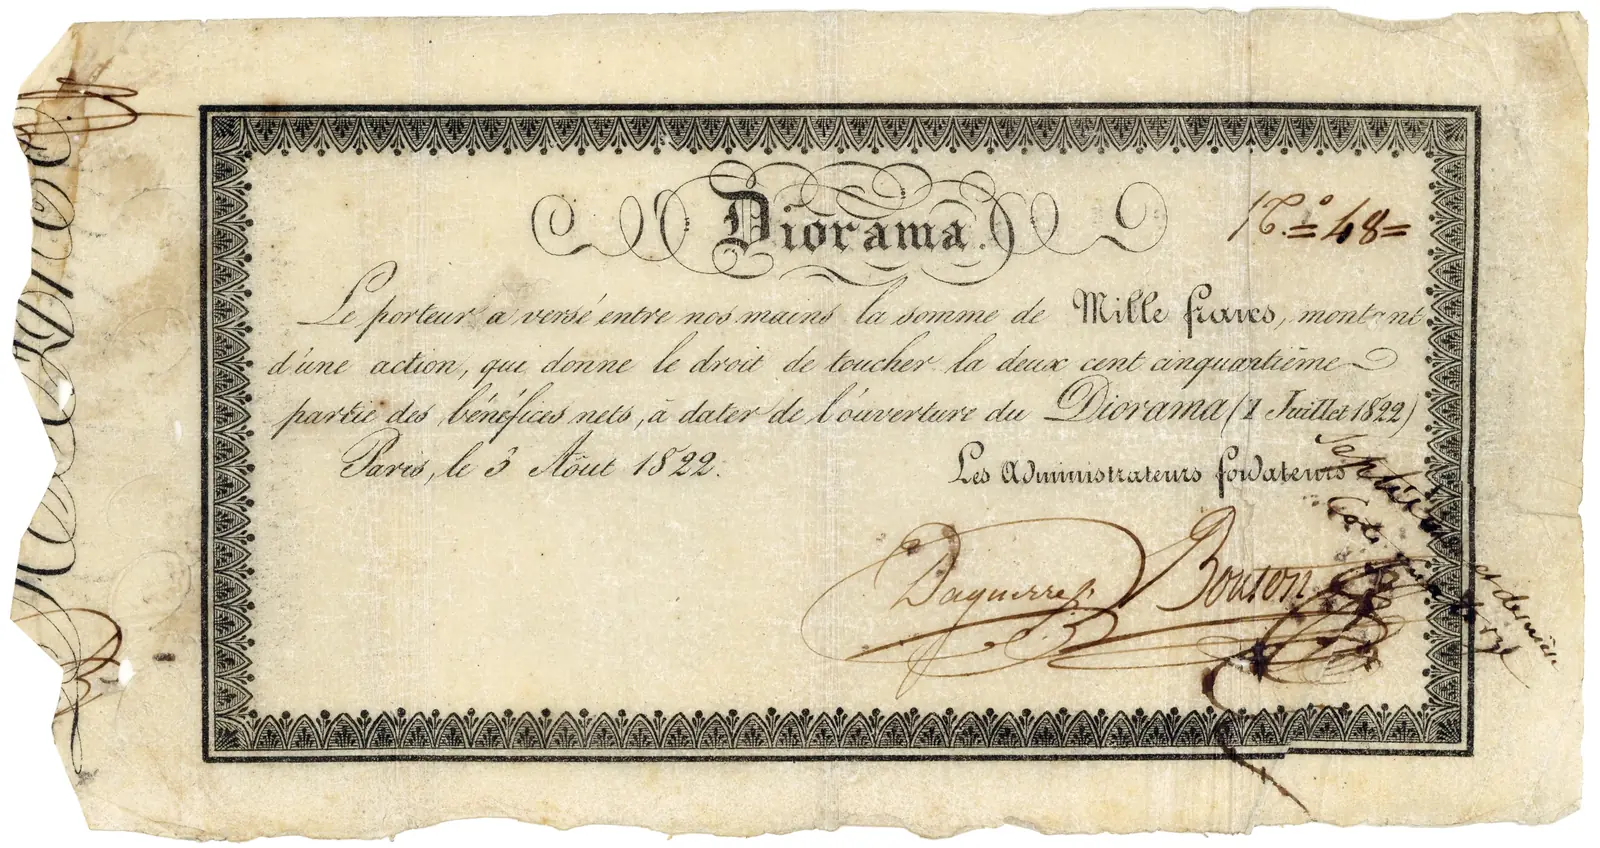 Diorama.
N.º = 48 =
Le porteur a versé entre nos mains la somme de Mille francs, montant
d'une action, qui donne le droit de toucher la deux cent cinquantième
partie des bénéfices nets, à dater de l'ouverture du Diorama (1 Juillet 1822)
Paris, le 3 Août 1822.
Les Administrateurs fondateurs
Daguerre
Bouton